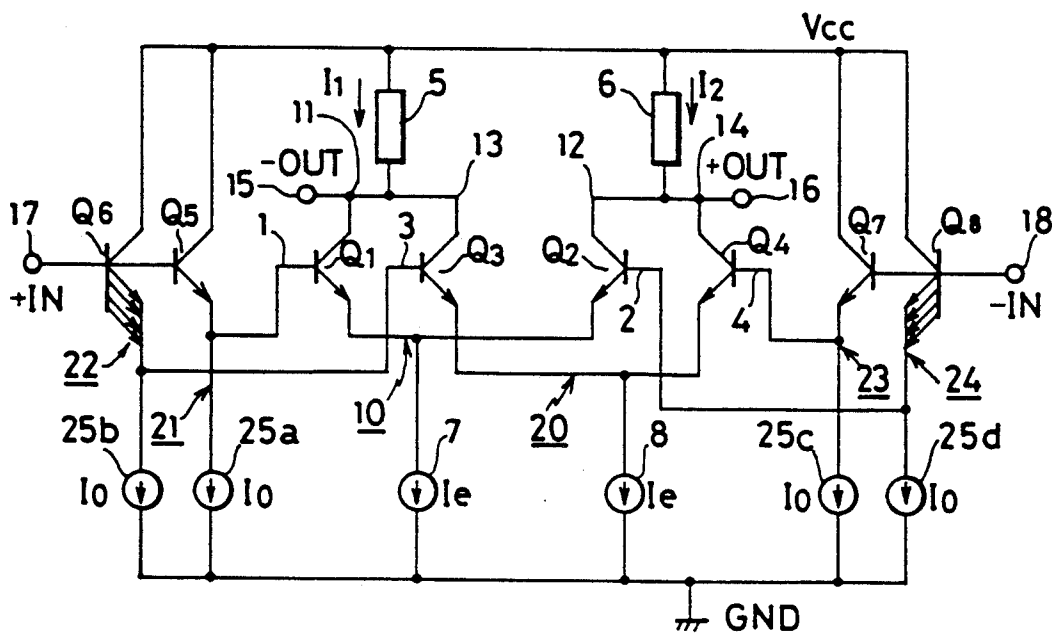 Vcc
I1 5 6 I2
11 13 12 14
-OUT +OUT
15 16
17 Q6 Q5 1 3 Q7 Q8 18
Q1 Q3 Q2 Q4
+IN -IN
2 4
22 23 24
21 10 20
25b 25a 7 8 25c 25d
I0 I0 Ie Ie I0 I0
GND